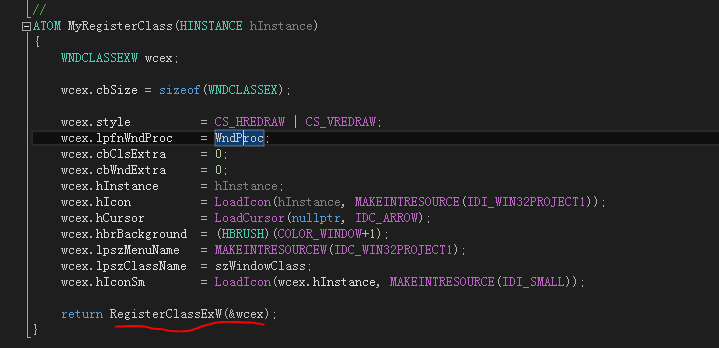 //
ATOM MyRegisterClass(HINSTANCE hInstance)
{
WNDCLASSEXW wcex;
wcex.cbSize = sizeof(WNDCLASSEX);
wcex.style = CS_HREDRAW | CS_VREDRAW;
wcex.lpfnWndProc = WndProc;
wcex.cbClsExtra = 0;
wcex.cbWndExtra = 0;
wcex.hInstance = hInstance;
wcex.hIcon = LoadIcon(hInstance, MAKEINTRESOURCE(IDI_WIN32PROJECT1));
wcex.hCursor = LoadCursor(nullptr, IDC_ARROW);
wcex.hbrBackground = (HBRUSH)(COLOR_WINDOW+1);
wcex.lpszMenuName = MAKEINTRESOURCEW(IDC_WIN32PROJECT1);
wcex.lpszClassName = szWindowClass;
wcex.hIconSm = LoadIcon(wcex.hInstance, MAKEINTRESOURCE(IDI_SMALL));
return RegisterClassExW(&wcex);
}